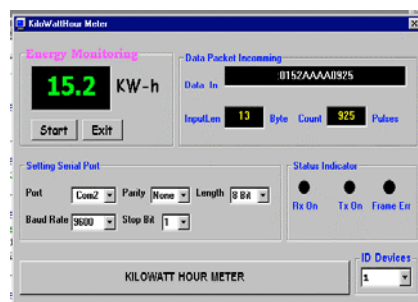 KiloWattHour Meter
Energy Monitoring
15.2 KW-h
Start Exit
Data Packet Incomming
Data In :0152AAAA0925
InputLen 13 Byte Count 925 Pulses
Setting Serial Port
Port Com2 Parity None Length 8 Bit
Baud Rate 9600 Stop Bit 1
Status Indicator
Rx On Tx On Frame Err
KILOWATT HOUR METER
ID Devices
1